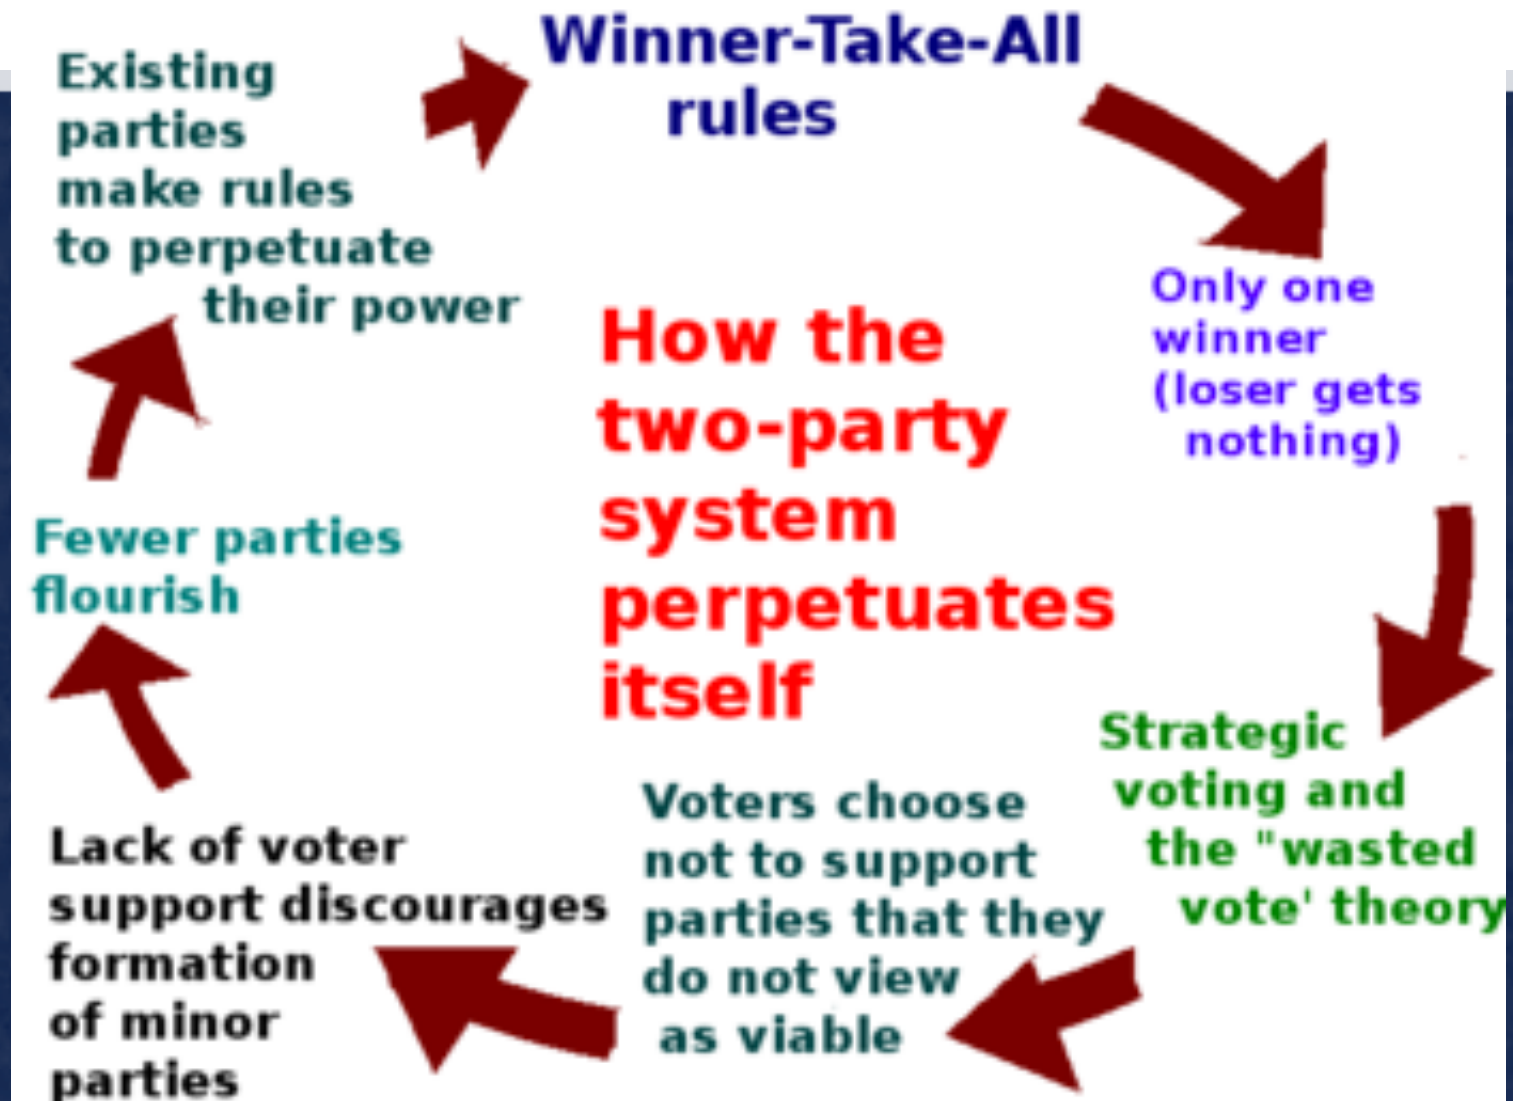 How the
two-party
system
perpetuates
itself
Winner-Take-All
rules
Only one
winner
(loser gets
nothing)
Strategic
voting and
the "wasted
vote' theory
Voters choose
not to support
parties that they
do not view
as viable
Lack of voter
support discourages
formation
of minor
parties
Fewer parties
flourish
Existing
parties
make rules
to perpetuate
their power